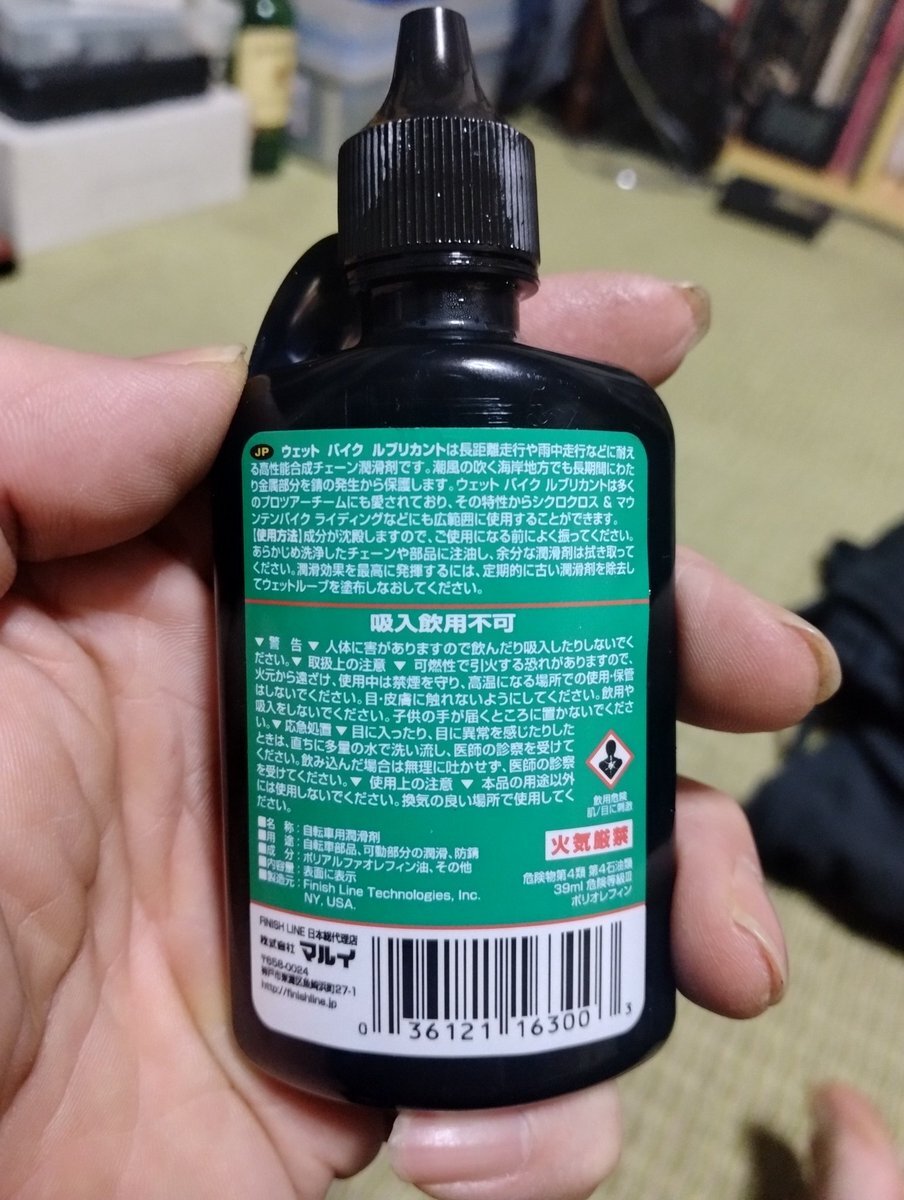 JP ウェット バイク ルブリカントは長距離走行や雨中走行などに耐え
る高性能合成チェーン潤滑剤です。潮風の吹く海岸地方でも長期間にわた
り金属部分を錆の発生から保護します。ウェット バイク ルブリカントは多く
のプロツアーチームにも愛されており、その特性からシクロクロス & マウ
ンテンバイク ライディングなどにも広範囲に使用することができます。
【使用方法】成分が沈殿しますので、ご使用になる前によく振ってください。
あらかじめ洗浄したチェーンや部品に注油し、余分な潤滑剤は拭き取って
ください。潤滑効果を最高に発揮するには、定期的に古い潤滑剤を除去し
てウェットルーブを塗布しなおしてください。
吸入飲用不可
▼ 警 告 ▼ 人体に害がありますので飲んだり吸入したりしないでく
ださい。▼ 取扱上の注意 ▼ 可燃性で引火する恐れがありますので、
火元から遠ざけ、使用中は禁煙を守り、高温になる場所での使用・保管
はしないでください。目・皮膚に触れないようにしてください。飲用や
吸入をしないでください。子供の手が届くところに置かないでくださ
い。▼ 応急処置 ▼ 目に入ったり、目に異常を感じたりした
ときは、直ちに多量の水で洗い流し、医師の診察を受けて
ください。飲み込んだ場合は無理に吐かせず、医師の診察
を受けてください。▼ 使用上の注意 ▼ 本品の用途以外
には使用しないでください。換気の良い場所で使用してく
ださい。
飲用危険
肌/目に刺激
■名 称：自転車用潤滑剤
■用 途：自転車部品、可動部分の潤滑、防錆
■成 分：ポリアルファオレフィン油、その他
■内容量：表面に表示
■製造元：Finish Line Technologies, Inc.
NY, USA.
火気厳禁
危険物第4類 第4石油類
39ml 危険等級III
ポリオレフィン
FINISH LINE 日本総代理店
株式会社 マルイ
〒658-0024
神戸市東灘区魚崎浜町27-1
http://finishline.jp
0 36121 16300 3